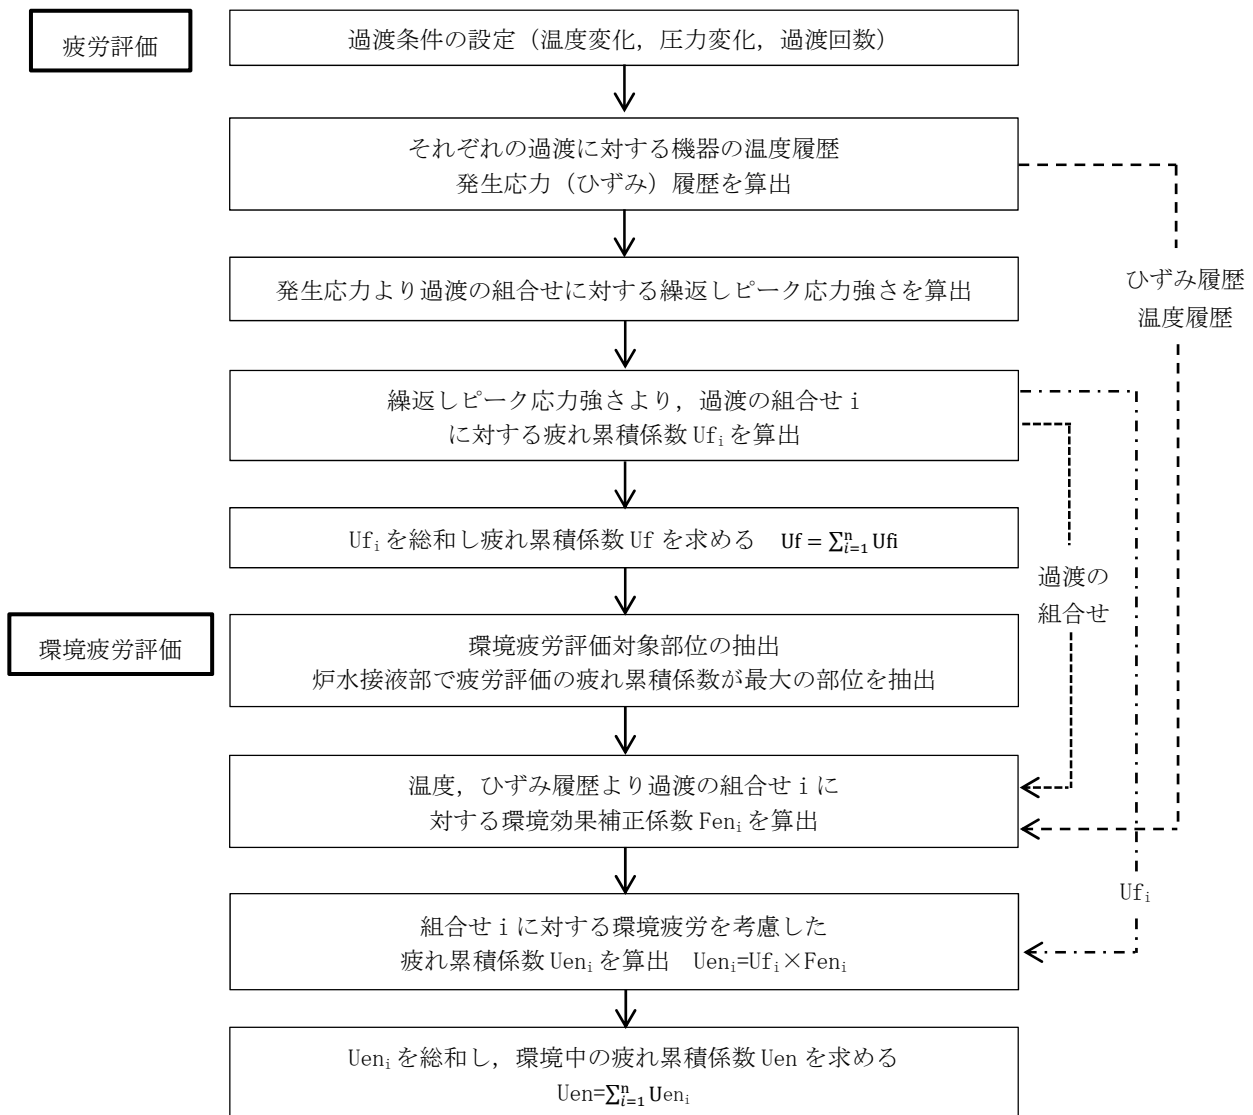 疲労評価
過渡条件の設定（温度変化，圧力変化，過渡回数）
それぞれの過渡に対する機器の温度履歴
発生応力（ひずみ）履歴を算出
発生応力より過渡の組合せに対する繰返しピーク応力強さを算出
ひずみ履歴
温度履歴
繰返しピーク応力強さより，過渡の組合せ i
に対する疲れ累積係数 Ufᵢ を算出
Ufᵢ を総和し疲れ累積係数 Uf を求める　Uf = ∑ⁿᵢ₌₁ Ufi
過渡の
組合せ
環境疲労評価
環境疲労評価対象部位の抽出
炉水接液部で疲労評価の疲れ累積係数が最大の部位を抽出
温度，ひずみ履歴より過渡の組合せ i に
対する環境効果補正係数 Fenᵢ を算出
Ufᵢ
組合せ i に対する環境疲労を考慮した
疲れ累積係数 Uenᵢ を算出　Uenᵢ=Ufᵢ×Fenᵢ
Uenᵢ を総和し，環境中の疲れ累積係数 Uen を求める
Uen=∑ⁿᵢ₌₁ Uenᵢ